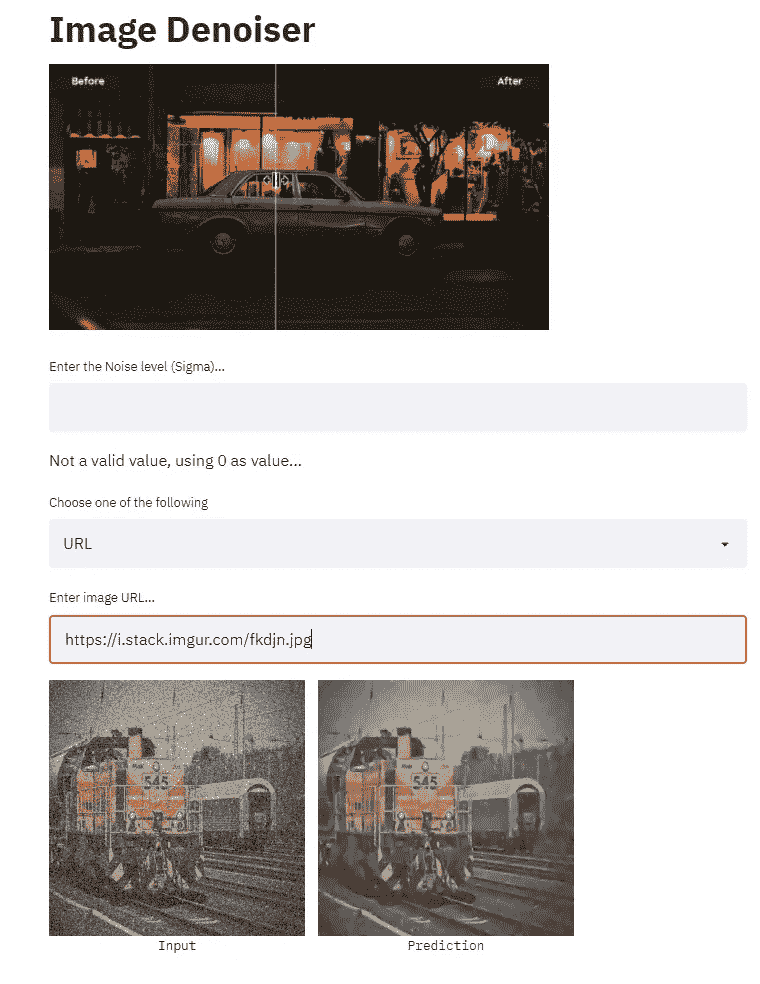 Image Denoiser
Before
After
Enter the Noise level (Sigma)...
Not a valid value, using 0 as value...
Choose one of the following
URL
Enter image URL...
https://i.stack.imgur.com/fkdjn.jpg
545
545
Input
Prediction